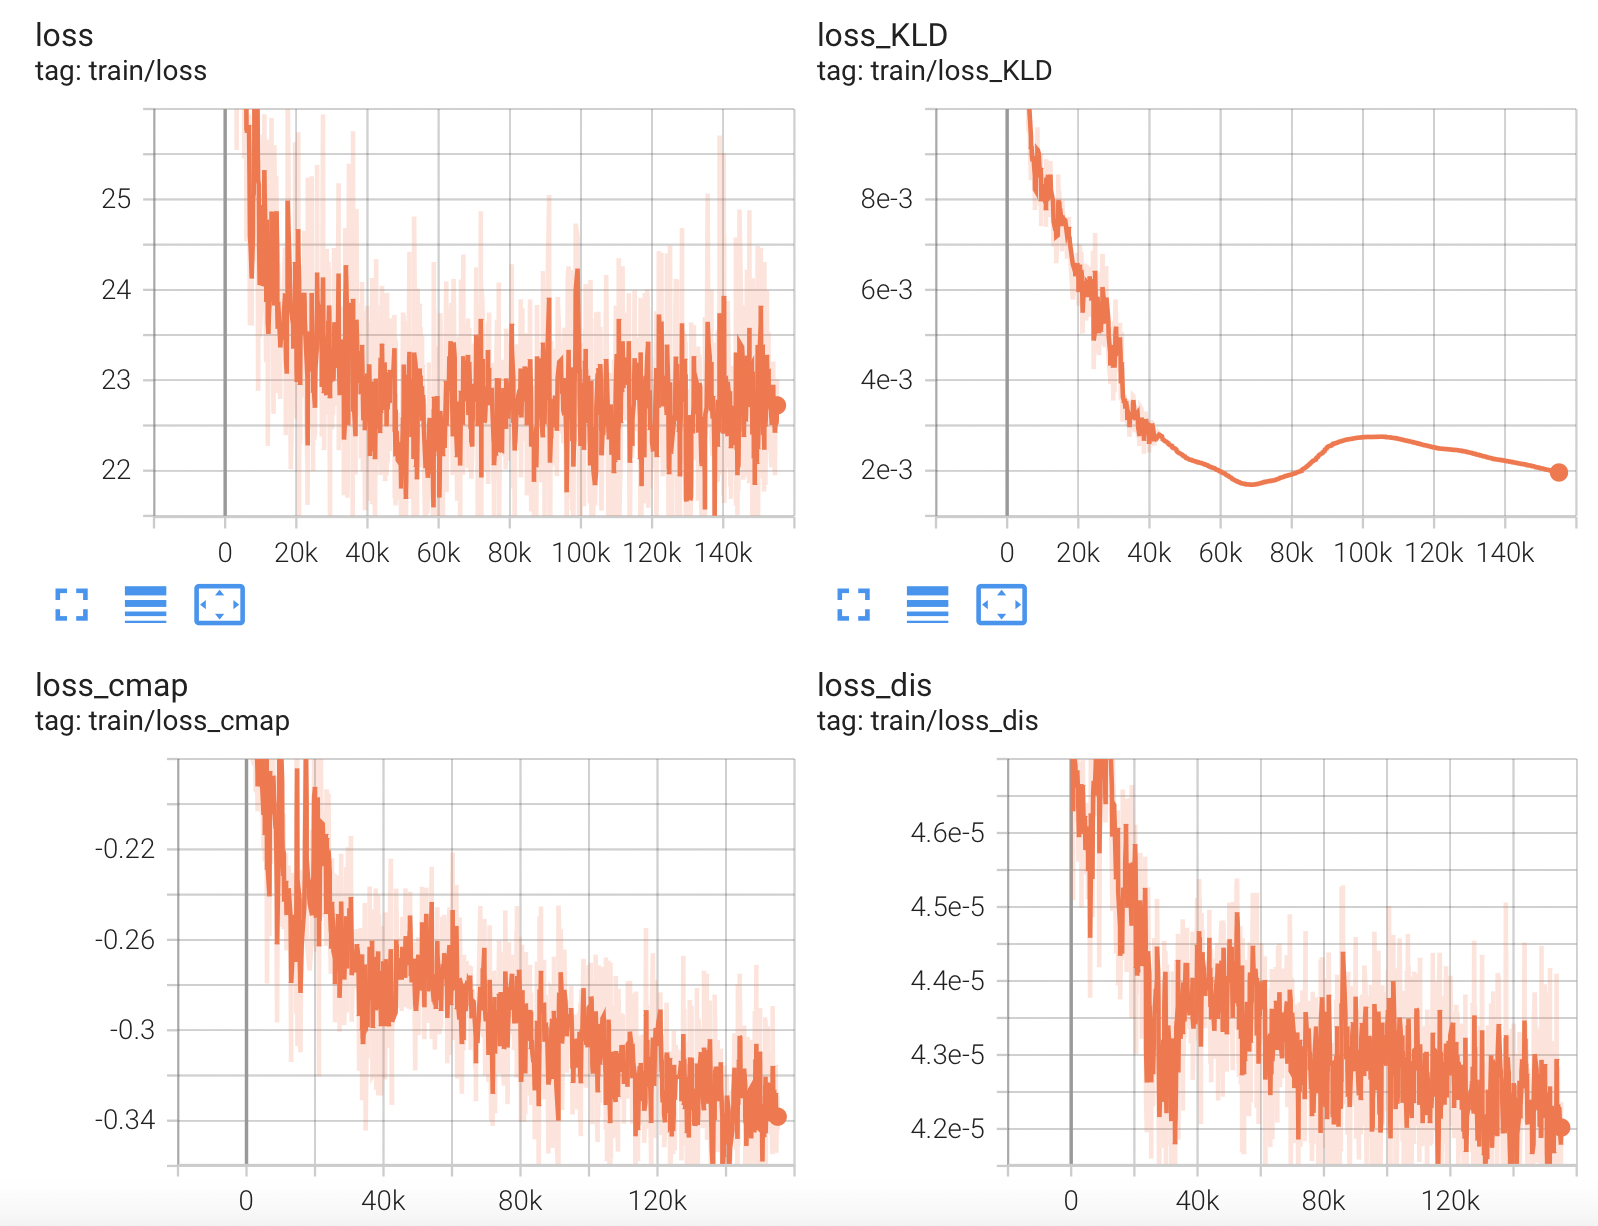 loss
tag: train/loss
25
24
23
22
0 20k 40k 60k 80k 100k 120k 140k
loss_KLD
tag: train/loss_KLD
8e-3
6e-3
4e-3
2e-3
0 20k 40k 60k 80k 100k 120k 140k
loss_cmap
tag: train/loss_cmap
-0.22
-0.26
-0.3
-0.34
0 40k 80k 120k
loss_dis
tag: train/loss_dis
4.6e-5
4.5e-5
4.4e-5
4.3e-5
4.2e-5
0 40k 80k 120k